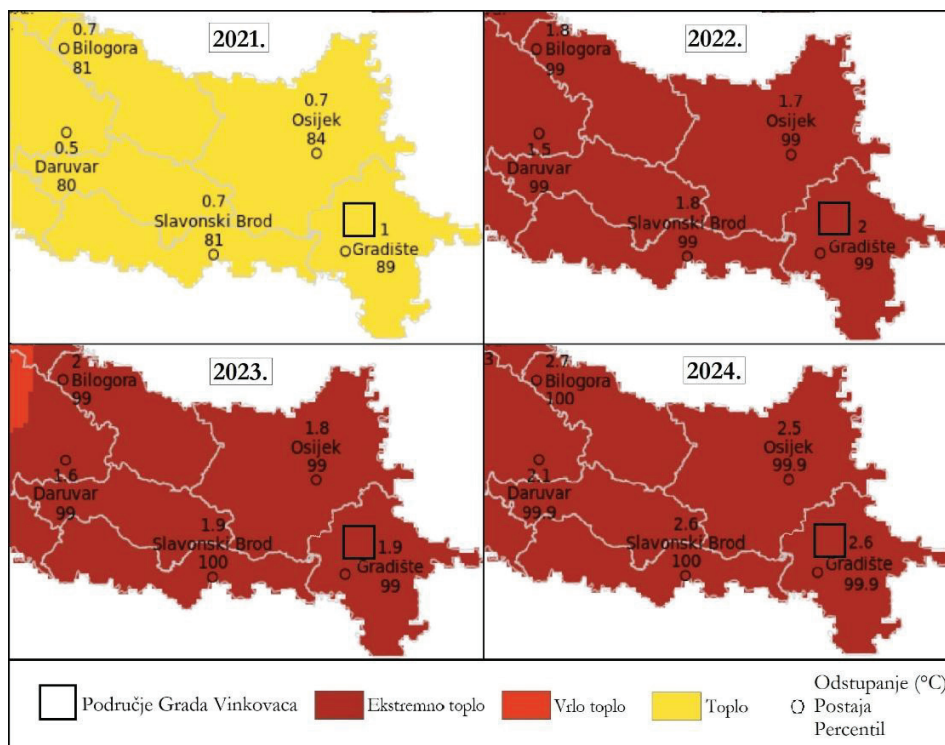 2021.
0.7
Bilogora
81
0.7
Osijek
84
0.5
Daruvar
80
0.7
Slavonski Brod
81
1
Gradište
89
2022.
1.8
Bilogora
99
1.7
Osijek
99
1.5
Daruvar
99
1.8
Slavonski Brod
99
2
Gradište
99
2023.
2
Bilogora
99
1.8
Osijek
99
1.6
Daruvar
99
1.9
Slavonski Brod
100
1.9
Gradište
99
2024.
3
2.7
Bilogora
100
2.5
Osijek
99.9
2.1
Daruvar
99.9
2.6
Slavonski Brod
100
2.6
Gradište
99.9
Područje Grada Vinkovaca
Ekstremno toplo
Vrlo toplo
Toplo
Odstupanje (°C)
Postaja
Percentil